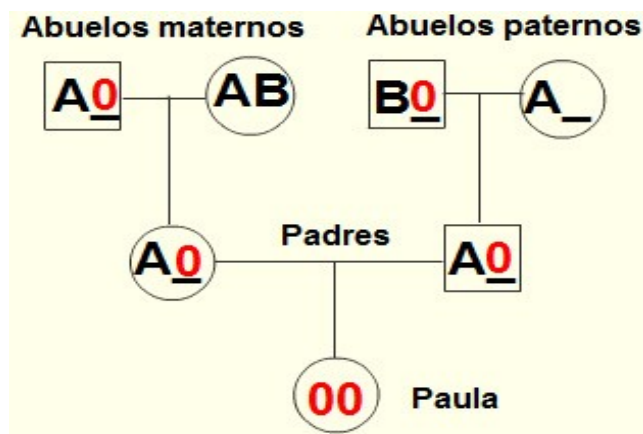 Abuelos maternos
Abuelos paternos
A0
AB
B0
A_
Padres
A0
A0
00
Paula